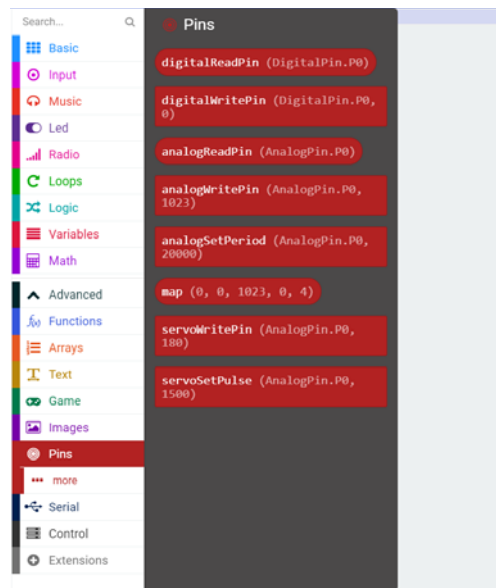 Search...
Basic
Input
Music
Led
Radio
Loops
Logic
Variables
Math
Advanced
f(x) Functions
Arrays
Text
Game
Images
Pins
more
Serial
Control
Extensions
Pins
digitalReadPin (DigitalPin.P0)
digitalWritePin (DigitalPin.P0,
0)
analogReadPin (AnalogPin.P0)
analogWritePin (AnalogPin.P0,
1023)
analogSetPeriod (AnalogPin.P0,
20000)
map (0, 0, 1023, 0, 4)
servoWritePin (AnalogPin.P0,
180)
servoSetPulse (AnalogPin.P0,
1500)